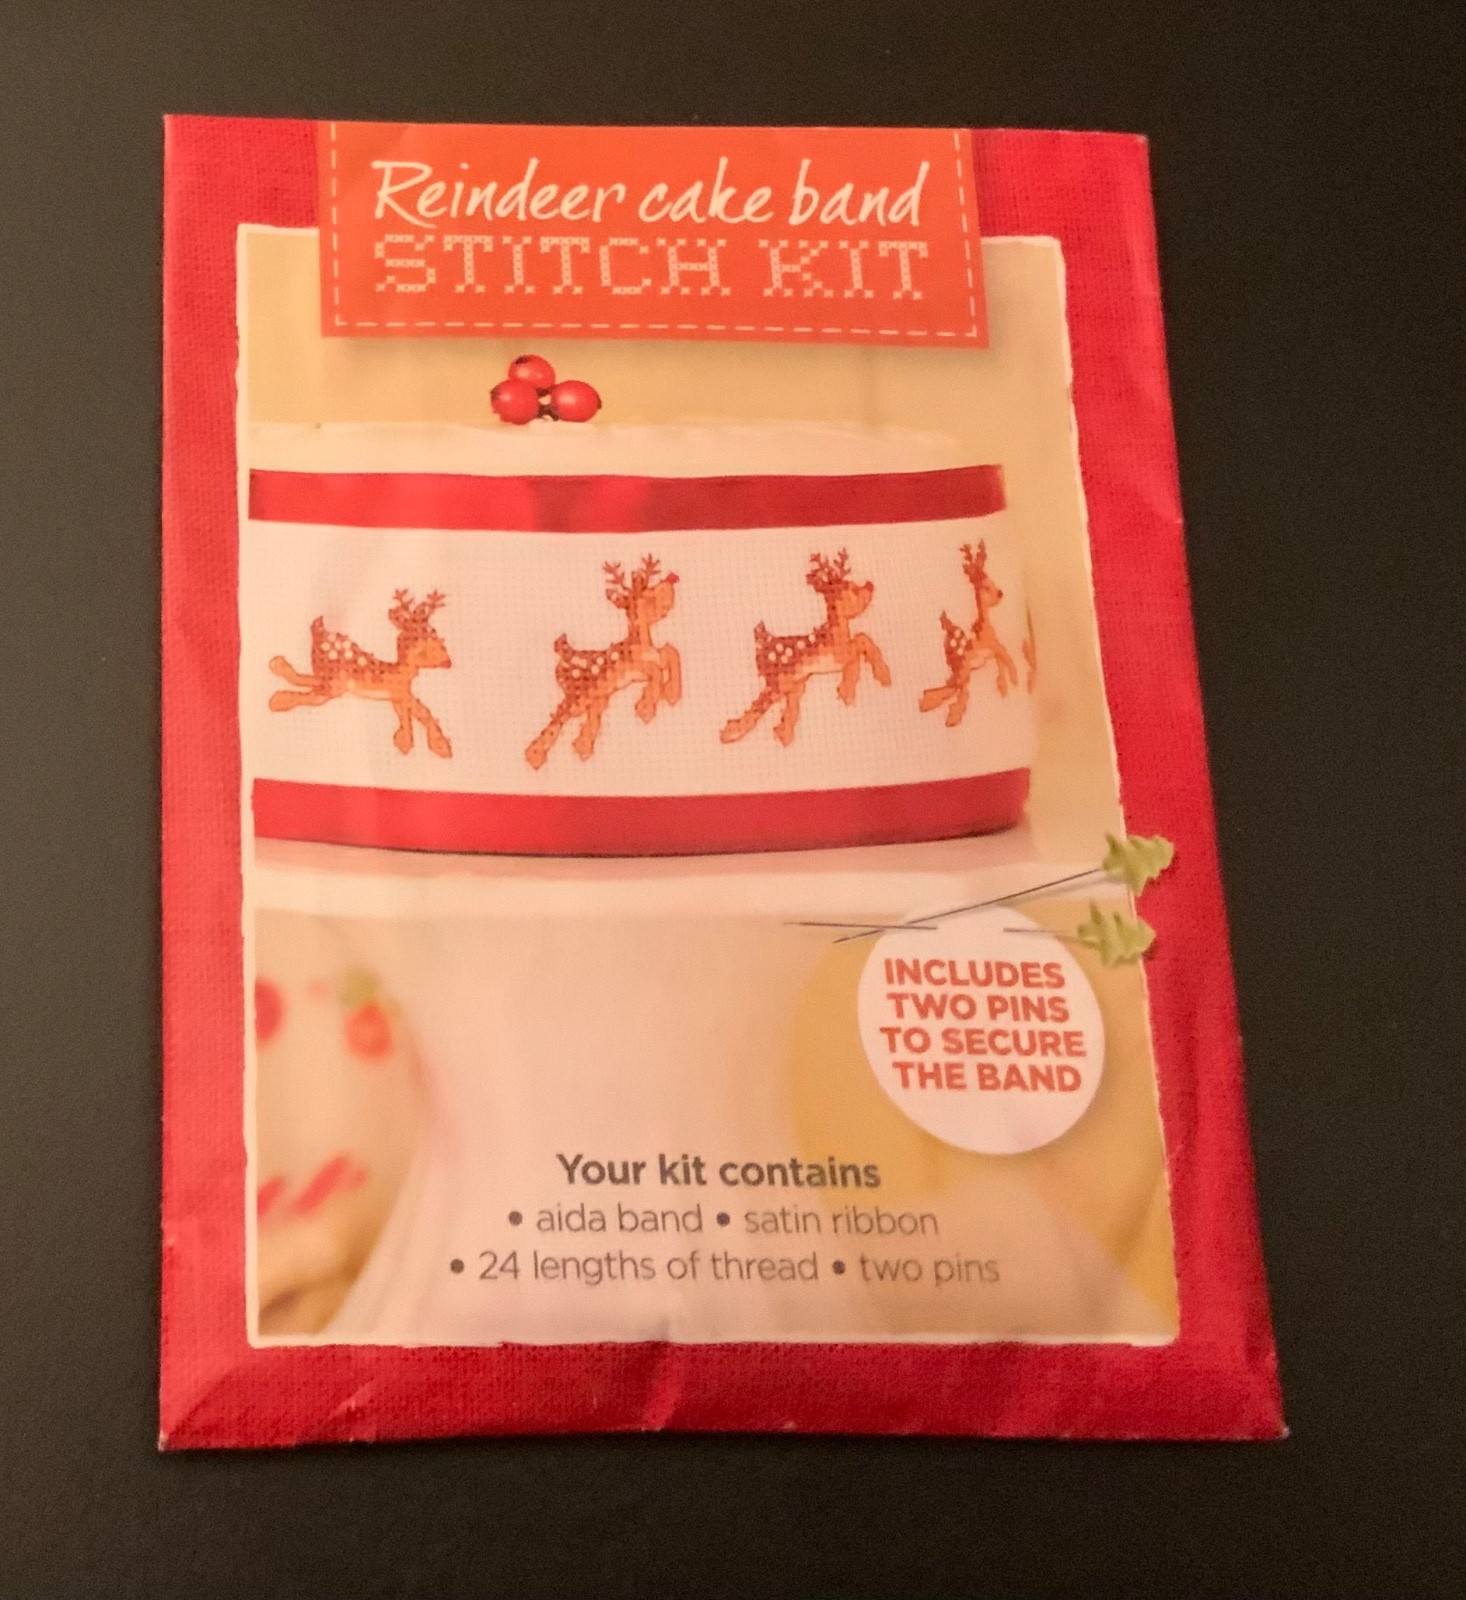 Reindeer cake band
STITCH KIT
INCLUDES
TWO PINS
TO SECURE
THE BAND
Your kit contains
• aida band • satin ribbon
• 24 lengths of thread • two pins